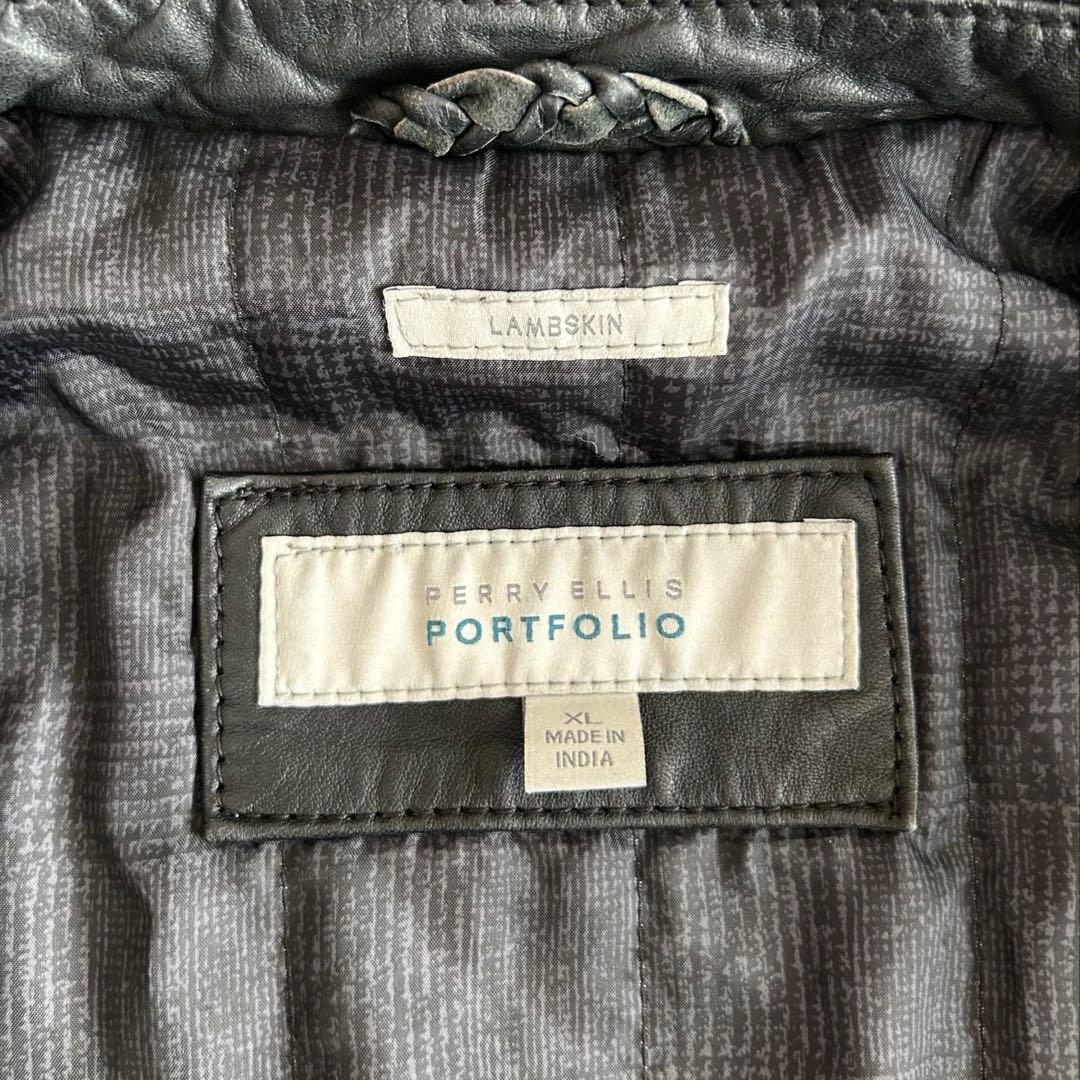 LAMBSKIN
PERRY ELLIS
PORTFOLIO
XL
MADE IN
INDIA